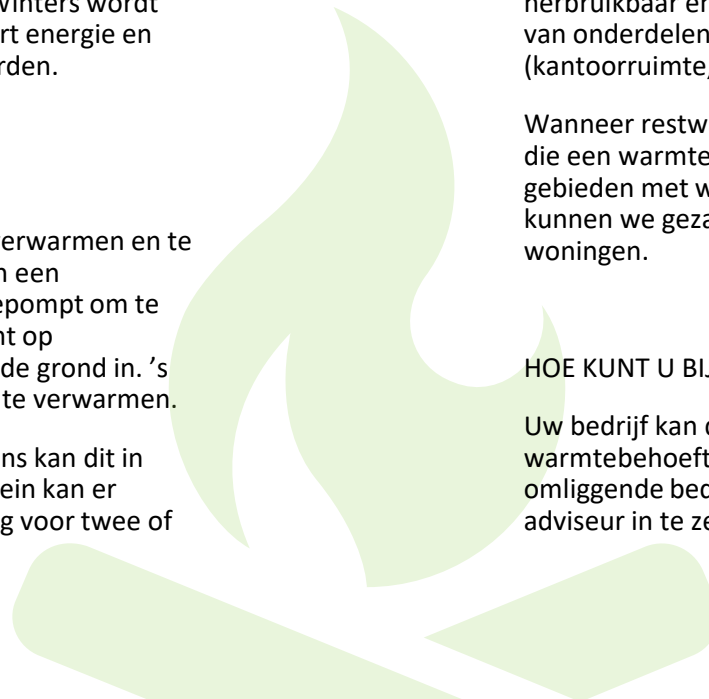 Winters wordt
rt energie en
rden.
verwarmen en te
n een
epompt om te
nt op
de grond in. ’s
te verwarmen.
ns kan dit in
ein kan er
g voor twee of
herbruikbaar en
van onderdelen
(kantoorruimte,
Wanneer restw
die een warmte
gebieden met w
kunnen we geza
woningen.
HOE KUNT U BIJ
Uw bedrijf kan
warmtebehoeft
omliggende bed
adviseur in te ze